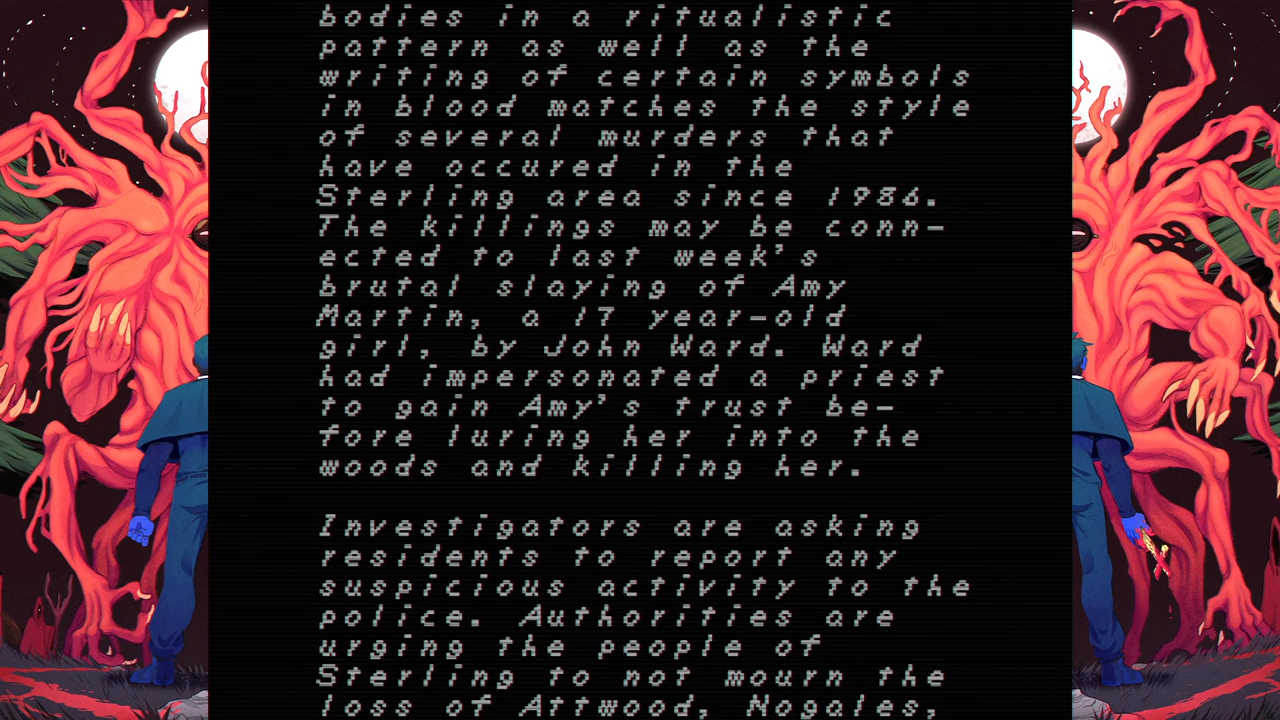 bodies in a ritualistic
pattern as well as the
writing of certain symbols
in blood matches the style
of several murders that
have occured in the
Sterling area since 1986.
The killings may be conn-
ected to last week's
brutal slaying of Amy
Martin, a 17 year-old
girl, by John Ward. Ward
had impersonated a priest
to gain Amy's trust be-
fore luring her into the
woods and killing her.
Investigators are asking
residents to report any
suspicious activity to the
police. Authorities are
urging the people of
Sterling to not mourn the
loss of Attwood, Nogales,